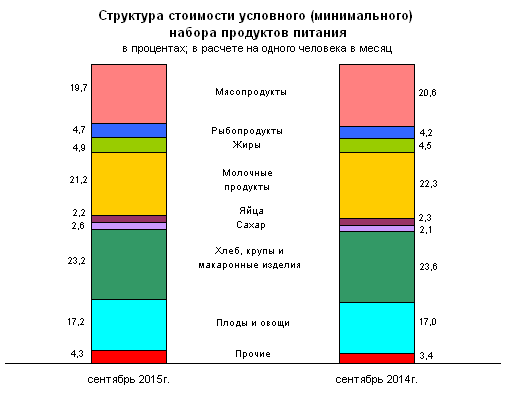 Структура стоимости условного (минимального)
набора продуктов питания
в процентах; в расчете на одного человека в месяц
19,7 Масопродукты 20,6
4,7 Рыбопродукты 4,2
4,9 Жиры 4,5
21,2 Молочные
продукты 22,3
2,2 Яйца 2,3
2,6 Сахар 2,1
23,2 Хлеб, крупы и
макаронные изделия 23,6
17,2 Плоды и овощи 17,0
4,3 Прочие 3,4
сентябрь 2015г. сентябрь 2014г.